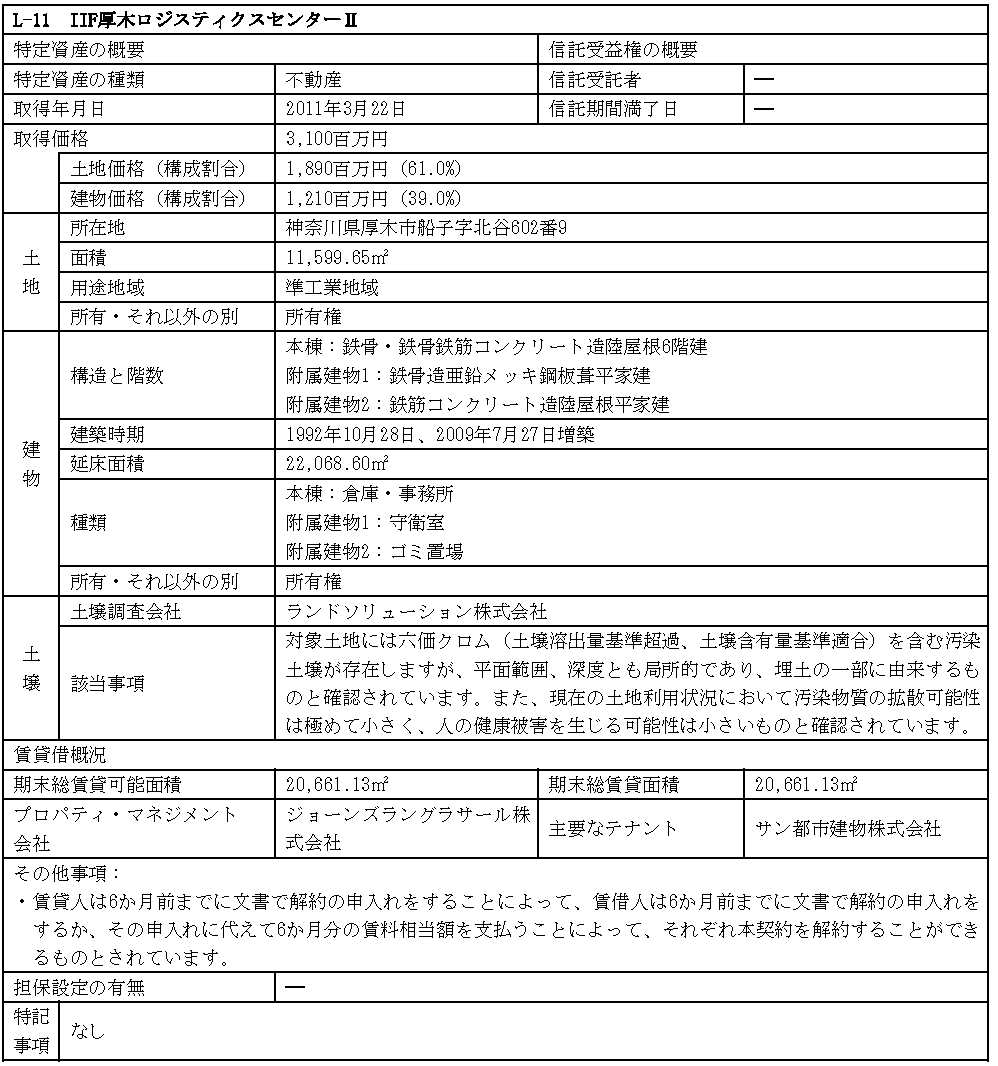 L-11 IIF厚木ロジスティクスセンターⅡ
特定資産の概要 信託受益権の概要
特定資産の種類 不動産 信託受託者 ―
取得年月日 2011年3月22日 信託期間満了日 ―
取得価格 3,100百万円
土地価格（構成割合） 1,890百万円（61.0%）
建物価格（構成割合） 1,210百万円（39.0%）
土地
所在地 神奈川県厚木市船子字北谷602番9
面積 11,599.65㎡
用途地域 準工業地域
所有・それ以外の別 所有権
建物
構造と階数
本棟：鉄骨・鉄骨鉄筋コンクリート造陸屋根6階建
附属建物1：鉄骨造亜鉛メッキ鋼板葺平家建
附属建物2：鉄筋コンクリート造陸屋根平家建
建築時期 1992年10月28日、2009年7月27日増築
延床面積 22,068.60㎡
種類
本棟：倉庫・事務所
附属建物1：守衛室
附属建物2：ゴミ置場
所有・それ以外の別 所有権
土壌
土壌調査会社 ランドソリューション株式会社
該当事項
対象土地には六価クロム（土壌溶出量基準超過、土壌含有量基準適合）を含む汚染
土壌が存在しますが、平面範囲、深度とも局所的であり、埋土の一部に由来するも
のと確認されています。また、現在の土地利用状況において汚染物質の拡散可能性
は極めて小さく、人の健康被害を生じる可能性は小さいものと確認されています。
賃貸借概況
期末総賃貸可能面積 20,661.13㎡ 期末総賃貸面積 20,661.13㎡
プロパティ・マネジメント
会社
ジョーンズラングラサール株
式会社
主要なテナント サン都市建物株式会社
その他事項：
・賃貸人は6か月前までに文書で解約の申入れをすることによって、賃借人は6か月前までに文書で解約の申入れを
するか、その申入れに代えて6か月分の賃料相当額を支払うことによって、それぞれ本契約を解約することができ
るものとされています。
担保設定の有無 ―
特記
事項
なし